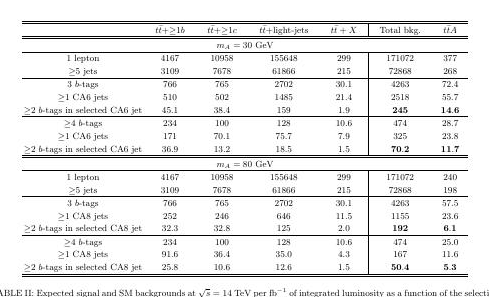 tt̄+≥1b tt̄+≥1c tt̄+light-jets tt̄ + X Total bkg. tt̄A
m_A = 30 GeV
1 lepton 4167 10958 155648 299 171072 377
≥5 jets 3109 7678 61866 215 72868 268
3 b-tags 766 765 2702 30.1 4263 72.4
≥1 CA6 jets 510 502 1485 21.4 2518 55.7
≥2 b-tags in selected CA6 jet 45.1 38.4 159 1.9 245 14.6
≥4 b-tags 234 100 128 10.6 474 28.7
≥1 CA6 jets 131 70.1 75.7 7.9 325 23.8
≥2 b-tags in selected CA6 jet 36.9 13.2 18.5 1.5 70.2 11.7
m_A = 80 GeV
1 lepton 4167 10958 155648 299 171072 240
≥5 jets 3109 7678 61866 215 72868 198
3 b-tags 766 765 2702 30.1 4263 57.5
≥1 CA8 jets 252 246 646 11.5 1155 23.6
≥2 b-tags in selected CA8 jet 32.3 32.8 125 2.0 192 6.1
≥4 b-tags 234 100 128 10.6 474 25.0
≥1 CA8 jets 91.6 36.4 35.0 4.3 167 11.6
≥2 b-tags in selected CA8 jet 25.8 10.6 12.6 1.5 50.4 5.3
ABLE II: Expected signal and SM backgrounds at √s = 14 TeV per fb⁻¹ of integrated luminosity as a function of the selecti